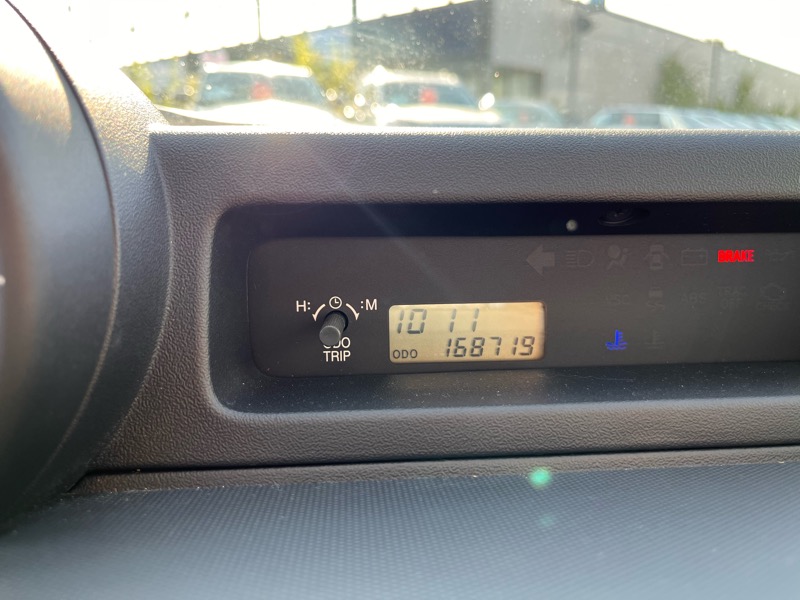 H: :M
ODO
TRIP
10 11
ODO 168719
BRAKE